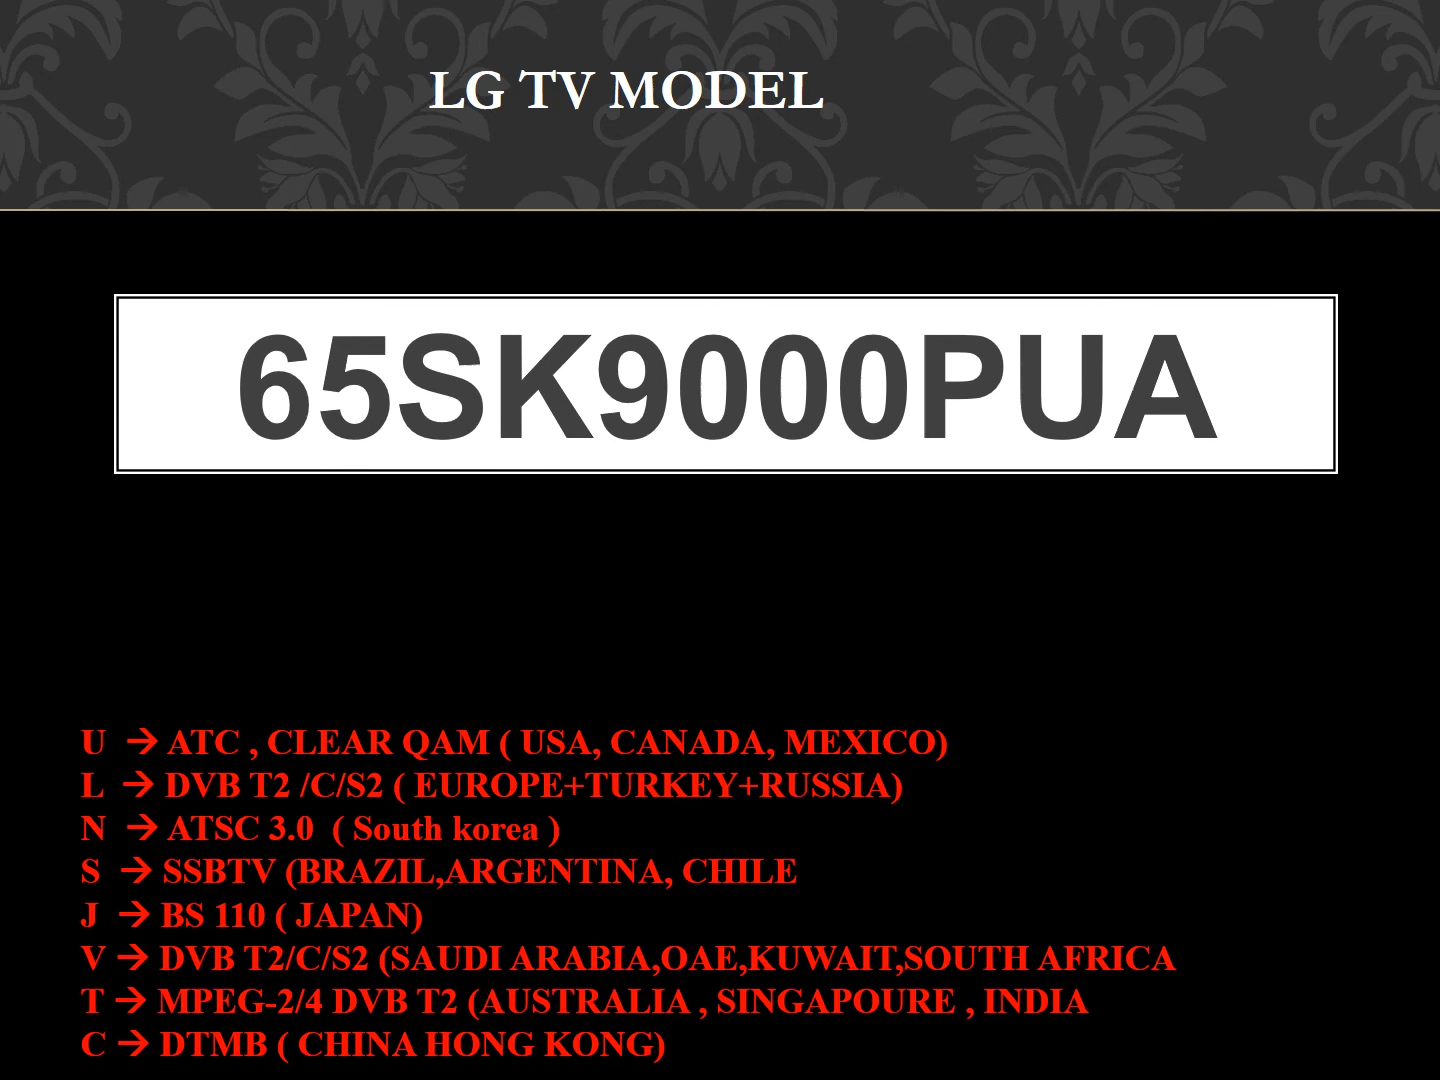 LG TV MODEL
65SK9000PUA
U → ATC , CLEAR QAM ( USA, CANADA, MEXICO)
L → DVB T2 /C/S2 ( EUROPE+TURKEY+RUSSIA)
N → ATSC 3.0 ( South korea )
S → SSBTV (BRAZIL,ARGENTINA, CHILE
J → BS 110 ( JAPAN)
V → DVB T2/C/S2 (SAUDI ARABIA,OAE,KUWAIT,SOUTH AFRICA
T → MPEG-2/4 DVB T2 (AUSTRALIA , SINGAPOURE , INDIA
C → DTMB ( CHINA HONG KONG)